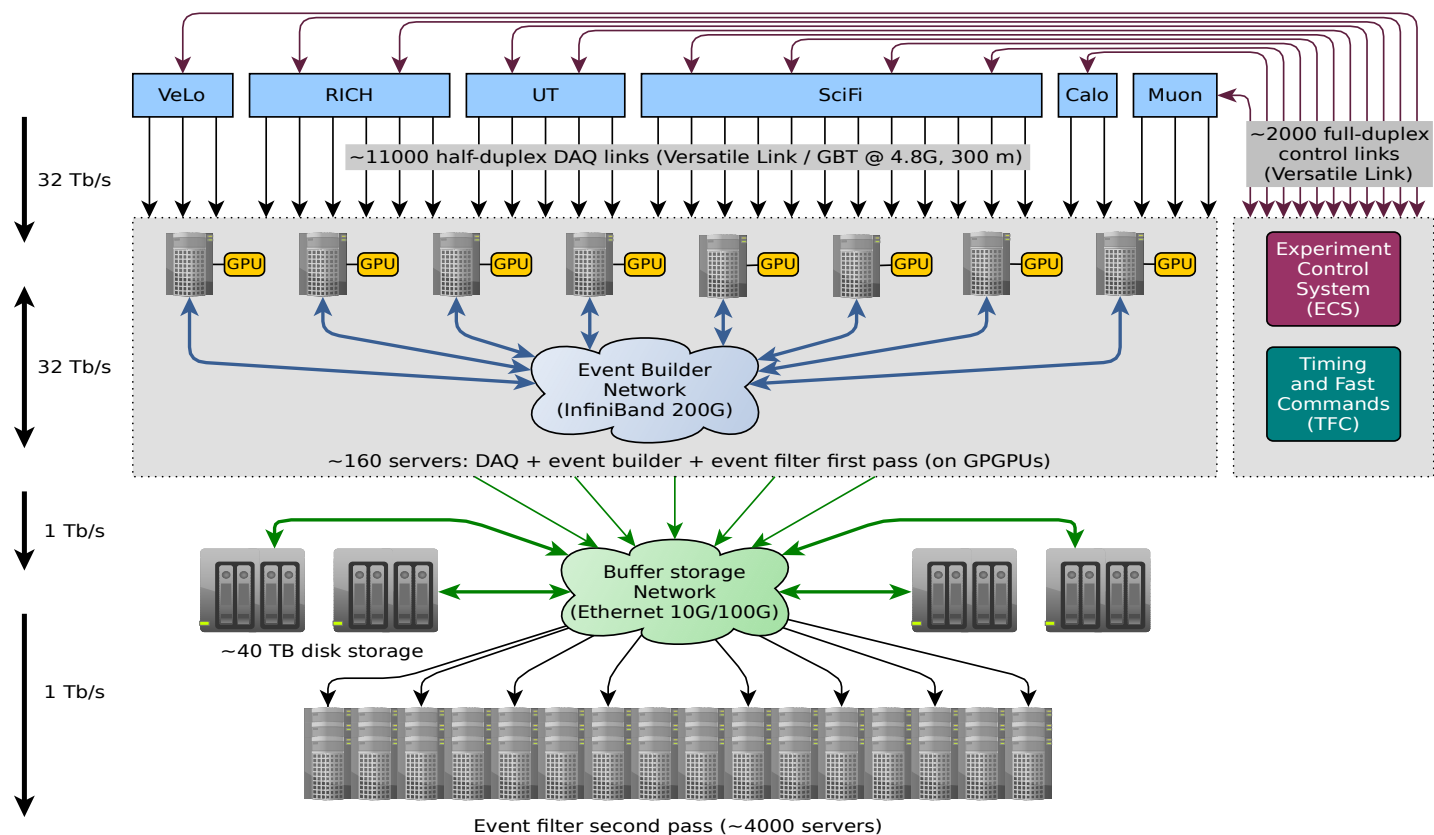 VeLo
RICH
UT
SciFi
Calo
Muon
~11000 half-duplex DAQ links (Versatile Link / GBT @ 4.8G, 300 m)
~2000 full-duplex
control links
(Versatile Link)
32 Tb/s
GPU
GPU
GPU
GPU
GPU
GPU
GPU
GPU
Experiment
Control
System
(ECS)
32 Tb/s
Event Builder
Network
(InfiniBand 200G)
Timing
and Fast
Commands
(TFC)
~160 servers: DAQ + event builder + event filter first pass (on GPGPUs)
1 Tb/s
Buffer storage
Network
(Ethernet 10G/100G)
~40 TB disk storage
1 Tb/s
Event filter second pass (~4000 servers)